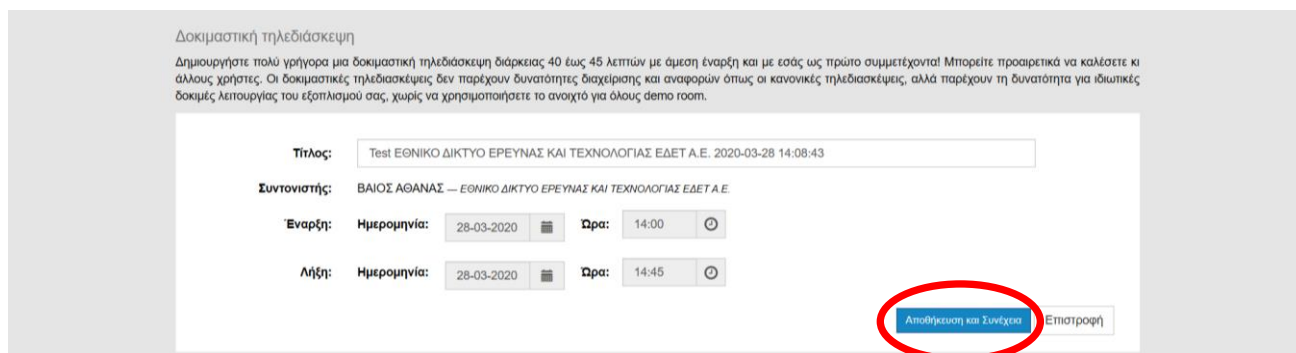 Δοκιμαστική τηλεδιάσκεψη
Δημιουργήστε πολύ γρήγορα μια δοκιμαστική τηλεδιάσκεψη διάρκειας 40 έως 45 λεπτών με άμεση έναρξη και με εσάς ως πρώτο συμμετέχοντα! Μπορείτε προαιρετικά να καλέσετε κι
άλλους χρήστες. Οι δοκιμαστικές τηλεδιασκέψεις δεν παρέχουν δυνατότητες διαχείρισης και αναφορών όπως οι κανονικές τηλεδιασκέψεις, αλλά παρέχουν τη δυνατότητα για ιδιωτικές
δοκιμές λειτουργίας του εξοπλισμού σας, χωρίς να χρησιμοποιήσετε το ανοιχτό για όλους demo room.
Τίτλος: Test ΕΘΝΙΚΟ ΔΙΚΤΥΟ ΕΡΕΥΝΑΣ ΚΑΙ ΤΕΧΝΟΛΟΓΙΑΣ ΕΔΕΤ Α.Ε. 2020-03-28 14:08:43
Συντονιστής: ΒΑΙΟΣ ΑΘΑΝΑΣ — ΕΘΝΙΚΟ ΔΙΚΤΥΟ ΕΡΕΥΝΑΣ ΚΑΙ ΤΕΧΝΟΛΟΓΙΑΣ ΕΔΕΤ Α.Ε.
Έναρξη: Ημερομηνία: 28-03-2020 Ώρα: 14:00
Λήξη: Ημερομηνία: 28-03-2020 Ώρα: 14:45
Αποθήκευση και Συνέχεια Επιστροφή